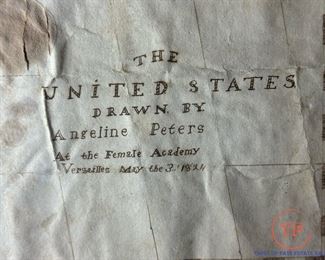 THE
UNITED STATES
DRAWN BY
Angeline Peters
At the Female Academy
Versailles May the 3. 1824